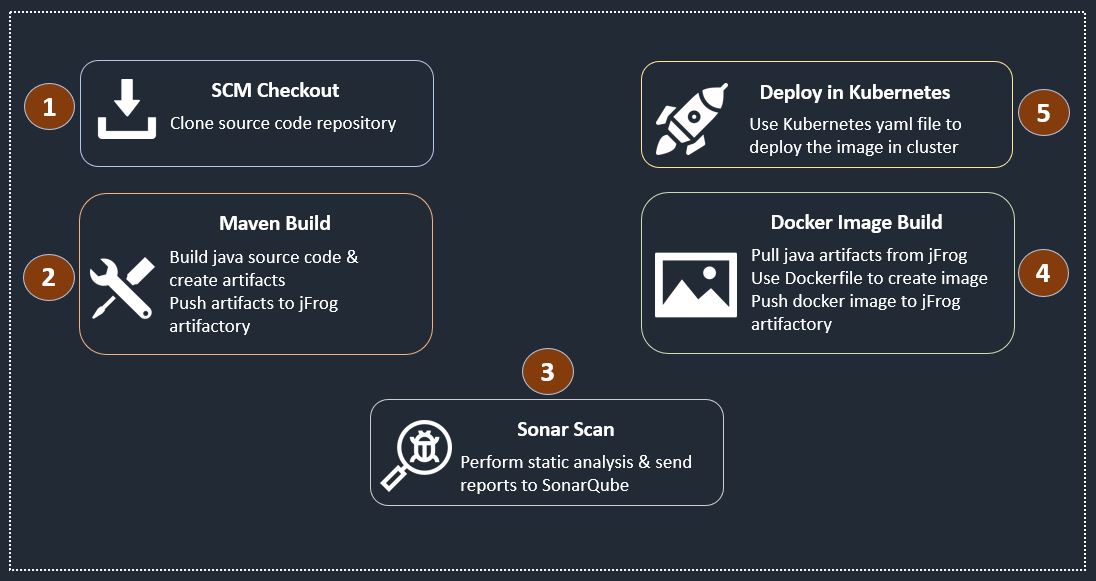 1
SCM Checkout
Clone source code repository
2
Maven Build
Build java source code &
create artifacts
Push artifacts to jFrog
artifactory
3
Sonar Scan
Perform static analysis & send
reports to SonarQube
4
Docker Image Build
Pull java artifacts from jFrog
Use Dockerfile to create image
Push docker image to jFrog
artifactory
5
Deploy in Kubernetes
Use Kubernetes yaml file to
deploy the image in cluster